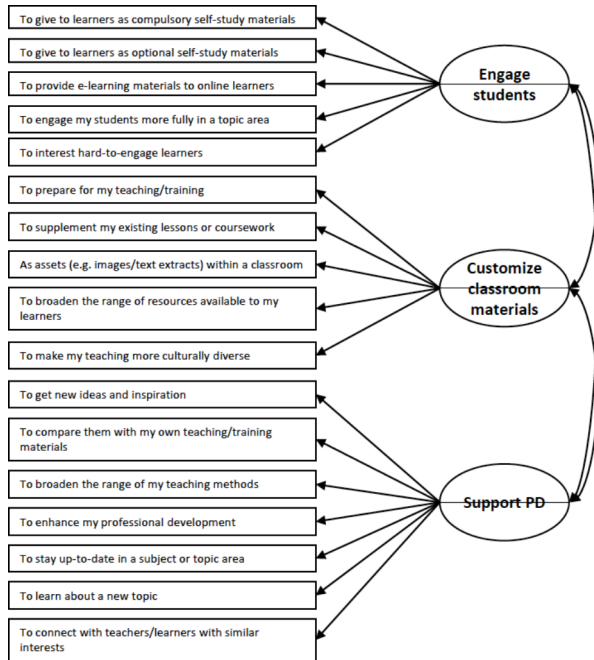 To give to learners as compulsory self-study materials
To give to learners as optional self-study materials
To provide e-learning materials to online learners
To engage my students more fully in a topic area
To interest hard-to-engage learners
Engage
students
To prepare for my teaching/training
To supplement my existing lessons or coursework
As assets (e.g. images/text extracts) within a classroom
To broaden the range of resources available to my
learners
To make my teaching more culturally diverse
Customize
classroom
materials
To get new ideas and inspiration
To compare them with my own teaching/training
materials
To broaden the range of my teaching methods
To enhance my professional development
To stay up-to-date in a subject or topic area
To learn about a new topic
To connect with teachers/learners with similar
interests
Support PD